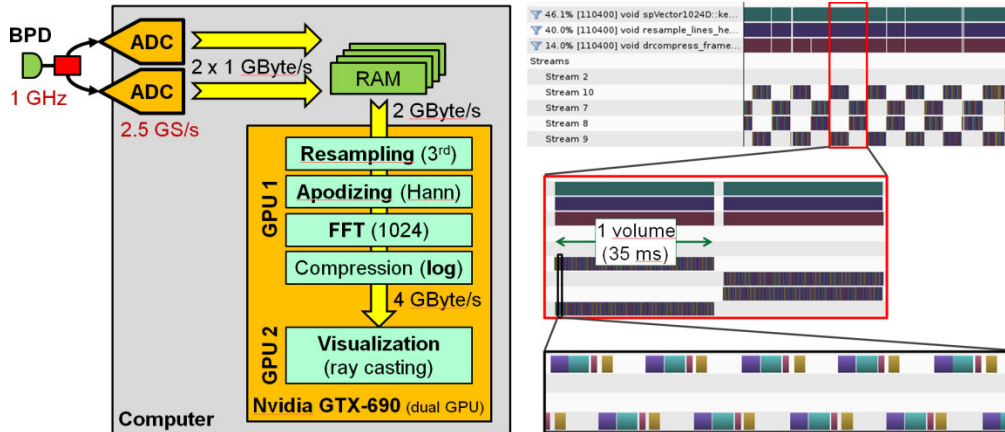 BPD
1 GHz
ADC
ADC
2 x 1 GByte/s
2.5 GS/s
RAM
2 GByte/s
GPU 1
Resampling (3rd)
Apodizing (Hann)
FFT (1024)
Compression (log)
4 GByte/s
GPU 2
Visualization
(ray casting)
Nvidia GTX-690 (dual GPU)
Computer
46.1% [110400] void spVector1024D::ke...
40.0% [110400] void resample_lines_he...
14.0% [110400] void drcompress_frame...
Streams
Stream 2
Stream 10
Stream 7
Stream 8
Stream 9
1 volume
(35 ms)